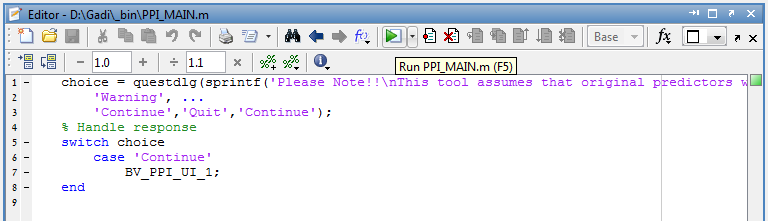 Editor - D:\Gadi\_bin\PPI_MAIN.m
fx Base fx
1.0 1.1 %% %%
Run PPI_MAIN.m (F5)
1 choice = questdlg(sprintf('Please Note!!\nThis tool assumes that original predictors w
2 'Warning', ...
3 'Continue','Quit','Continue');
4 % Handle response
5 switch choice
6 case 'Continue'
7 BV_PPI_UI_1;
8 end
9